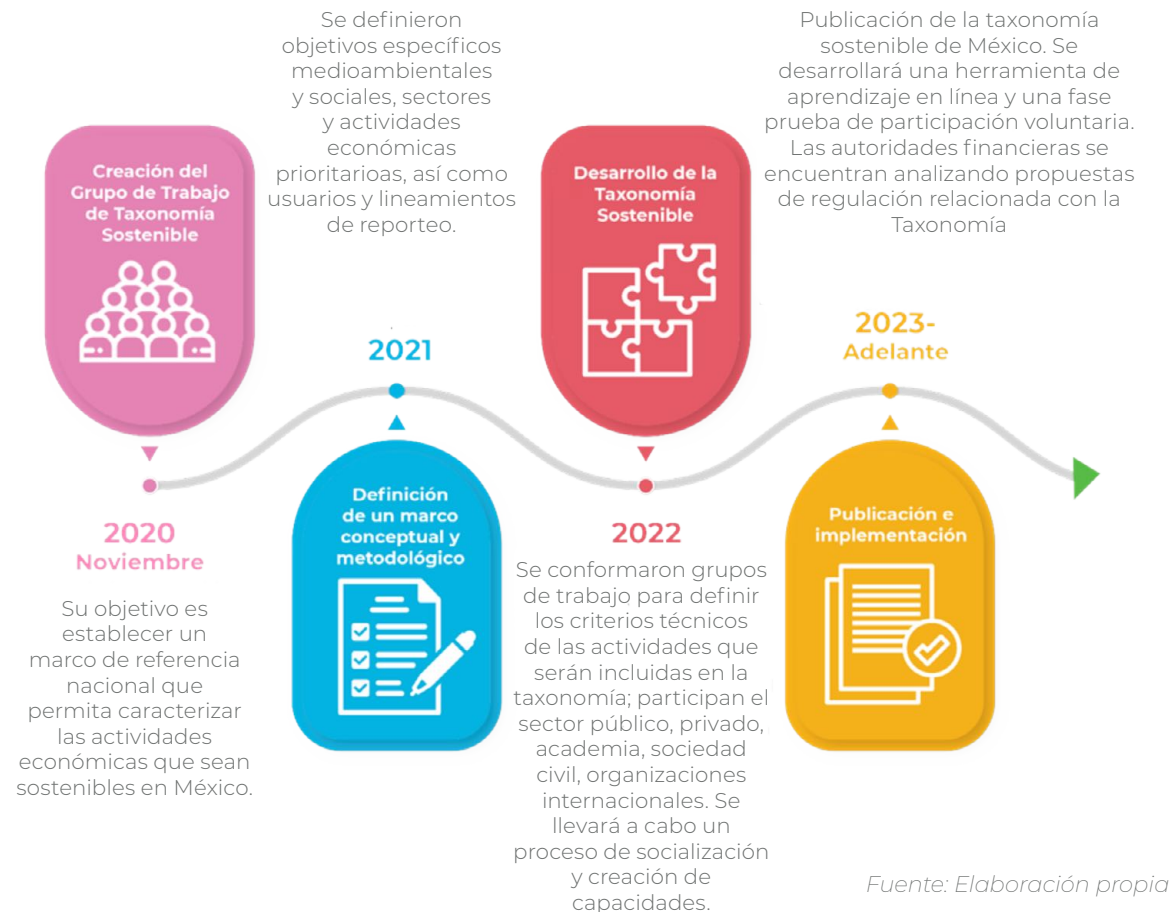 Creación del
Grupo de Trabajo
de Taxonomía
Sostenible
2020
Noviembre
Su objetivo es
establecer un
marco de referencia
nacional que
permita caracterizar
las actividades
económicas que sean
sostenibles en México.
Se definieron
objetivos específicos
medioambientales
y sociales, sectores
y actividades
económicas
prioritarioas, así como
usuarios y lineamientos
de reporteo.
2021
Definición
de un marco
conceptual y
metodológico
Desarrollo de la
Taxonomía
Sostenible
2022
Se conformaron grupos
de trabajo para definir
los criterios técnicos
de las actividades que
serán incluidas en la
taxonomía; participan el
sector público, privado,
academia, sociedad
civil, organizaciones
internacionales. Se
llevará a cabo un
proceso de socialización
y creación de
capacidades.
Publicación de la taxonomía
sostenible de México. Se
desarrollará una herramienta de
aprendizaje en línea y una fase
prueba de participación voluntaria.
Las autoridades financieras se
encuentran analizando propuestas
de regulación relacionada con la
Taxonomía
2023-
Adelante
Publicación e
implementación
Fuente: Elaboración propia